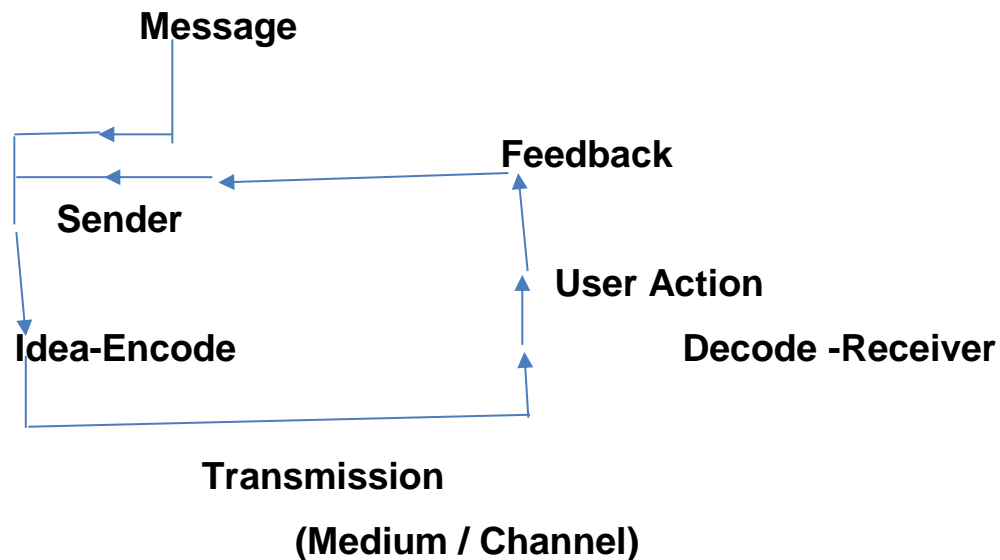 Message
Feedback
Sender
User Action
Idea-Encode Decode -Receiver
Transmission
(Medium / Channel)